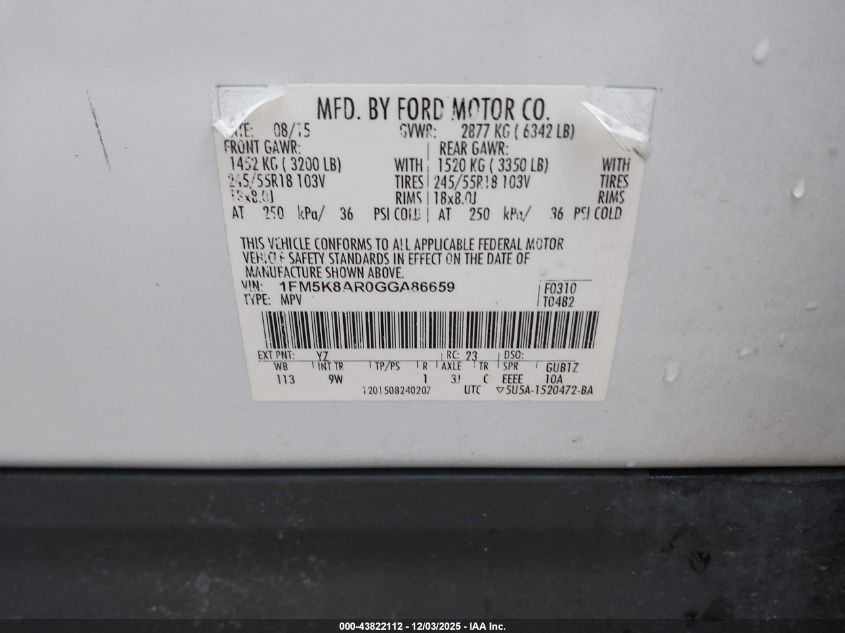 MFD. BY FORD MOTOR CO.
08/15 GVWR: 2877 KG ( 6342 LB)
FRONT GAWR: REAR GAWR:
1452 KG ( 3200 LB) WITH 1520 KG ( 3350 LB) WITH
245/55R18 103V TIRES 245/55R18 103V TIRES
18x8.0J RIMS 18x8.0J RIMS
AT 250 kPa/ 36 PSI COLD AT 250 kPa/ 36 PSI COLD
THIS VEHICLE CONFORMS TO ALL APPLICABLE FEDERAL MOTOR
VEHICLE SAFETY STANDARDS IN EFFECT ON THE DATE OF
MANUFACTURE SHOWN ABOVE.
VIN: 1FM5K8AR0GGA86659 F0310
TYPE: MPV T0482
EXT PNT: YZ RC: 23 DSO:
WB INT TR TP/PS R AXLE TR SPR GUB1Z
113 9W 1 3J C EEEE 10A
1201508240207 UTC ▽5U5A-1520472-BA
000-43822112 - 12/03/2025 - IAA Inc.